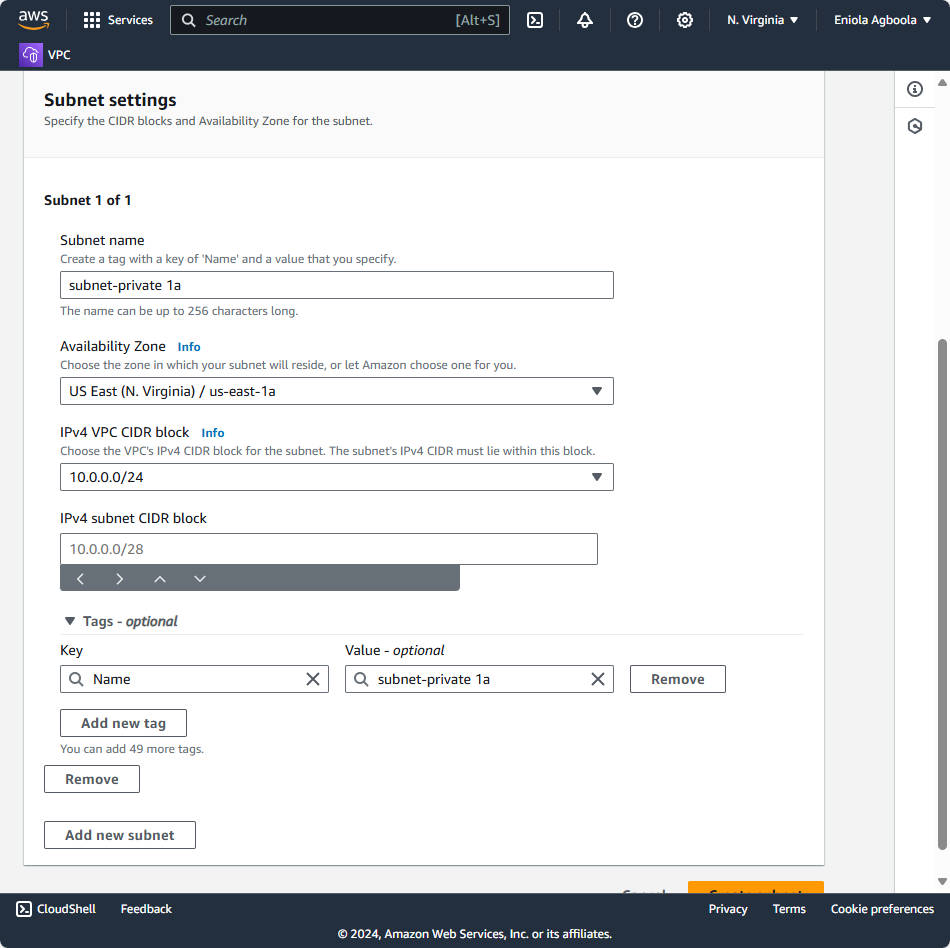 aws Services Search [Alt+S] N. Virginia Eniola Agboola
VPC
Subnet settings
Specify the CIDR blocks and Availability Zone for the subnet.
Subnet 1 of 1
Subnet name
Create a tag with a key of 'Name' and a value that you specify.
subnet-private 1a
The name can be up to 256 characters long.
Availability Zone Info
Choose the zone in which your subnet will reside, or let Amazon choose one for you.
US East (N. Virginia) / us-east-1a
IPv4 VPC CIDR block Info
Choose the VPC's IPv4 CIDR block for the subnet. The subnet's IPv4 CIDR must lie within this block.
10.0.0.0/24
IPv4 subnet CIDR block
10.0.0.0/28
Tags - optional
Key Value - optional
Name subnet-private 1a Remove
Add new tag
You can add 49 more tags.
Remove
Add new subnet
CloudShell Feedback Privacy Terms Cookie preferences
© 2024, Amazon Web Services, Inc. or its affiliates.